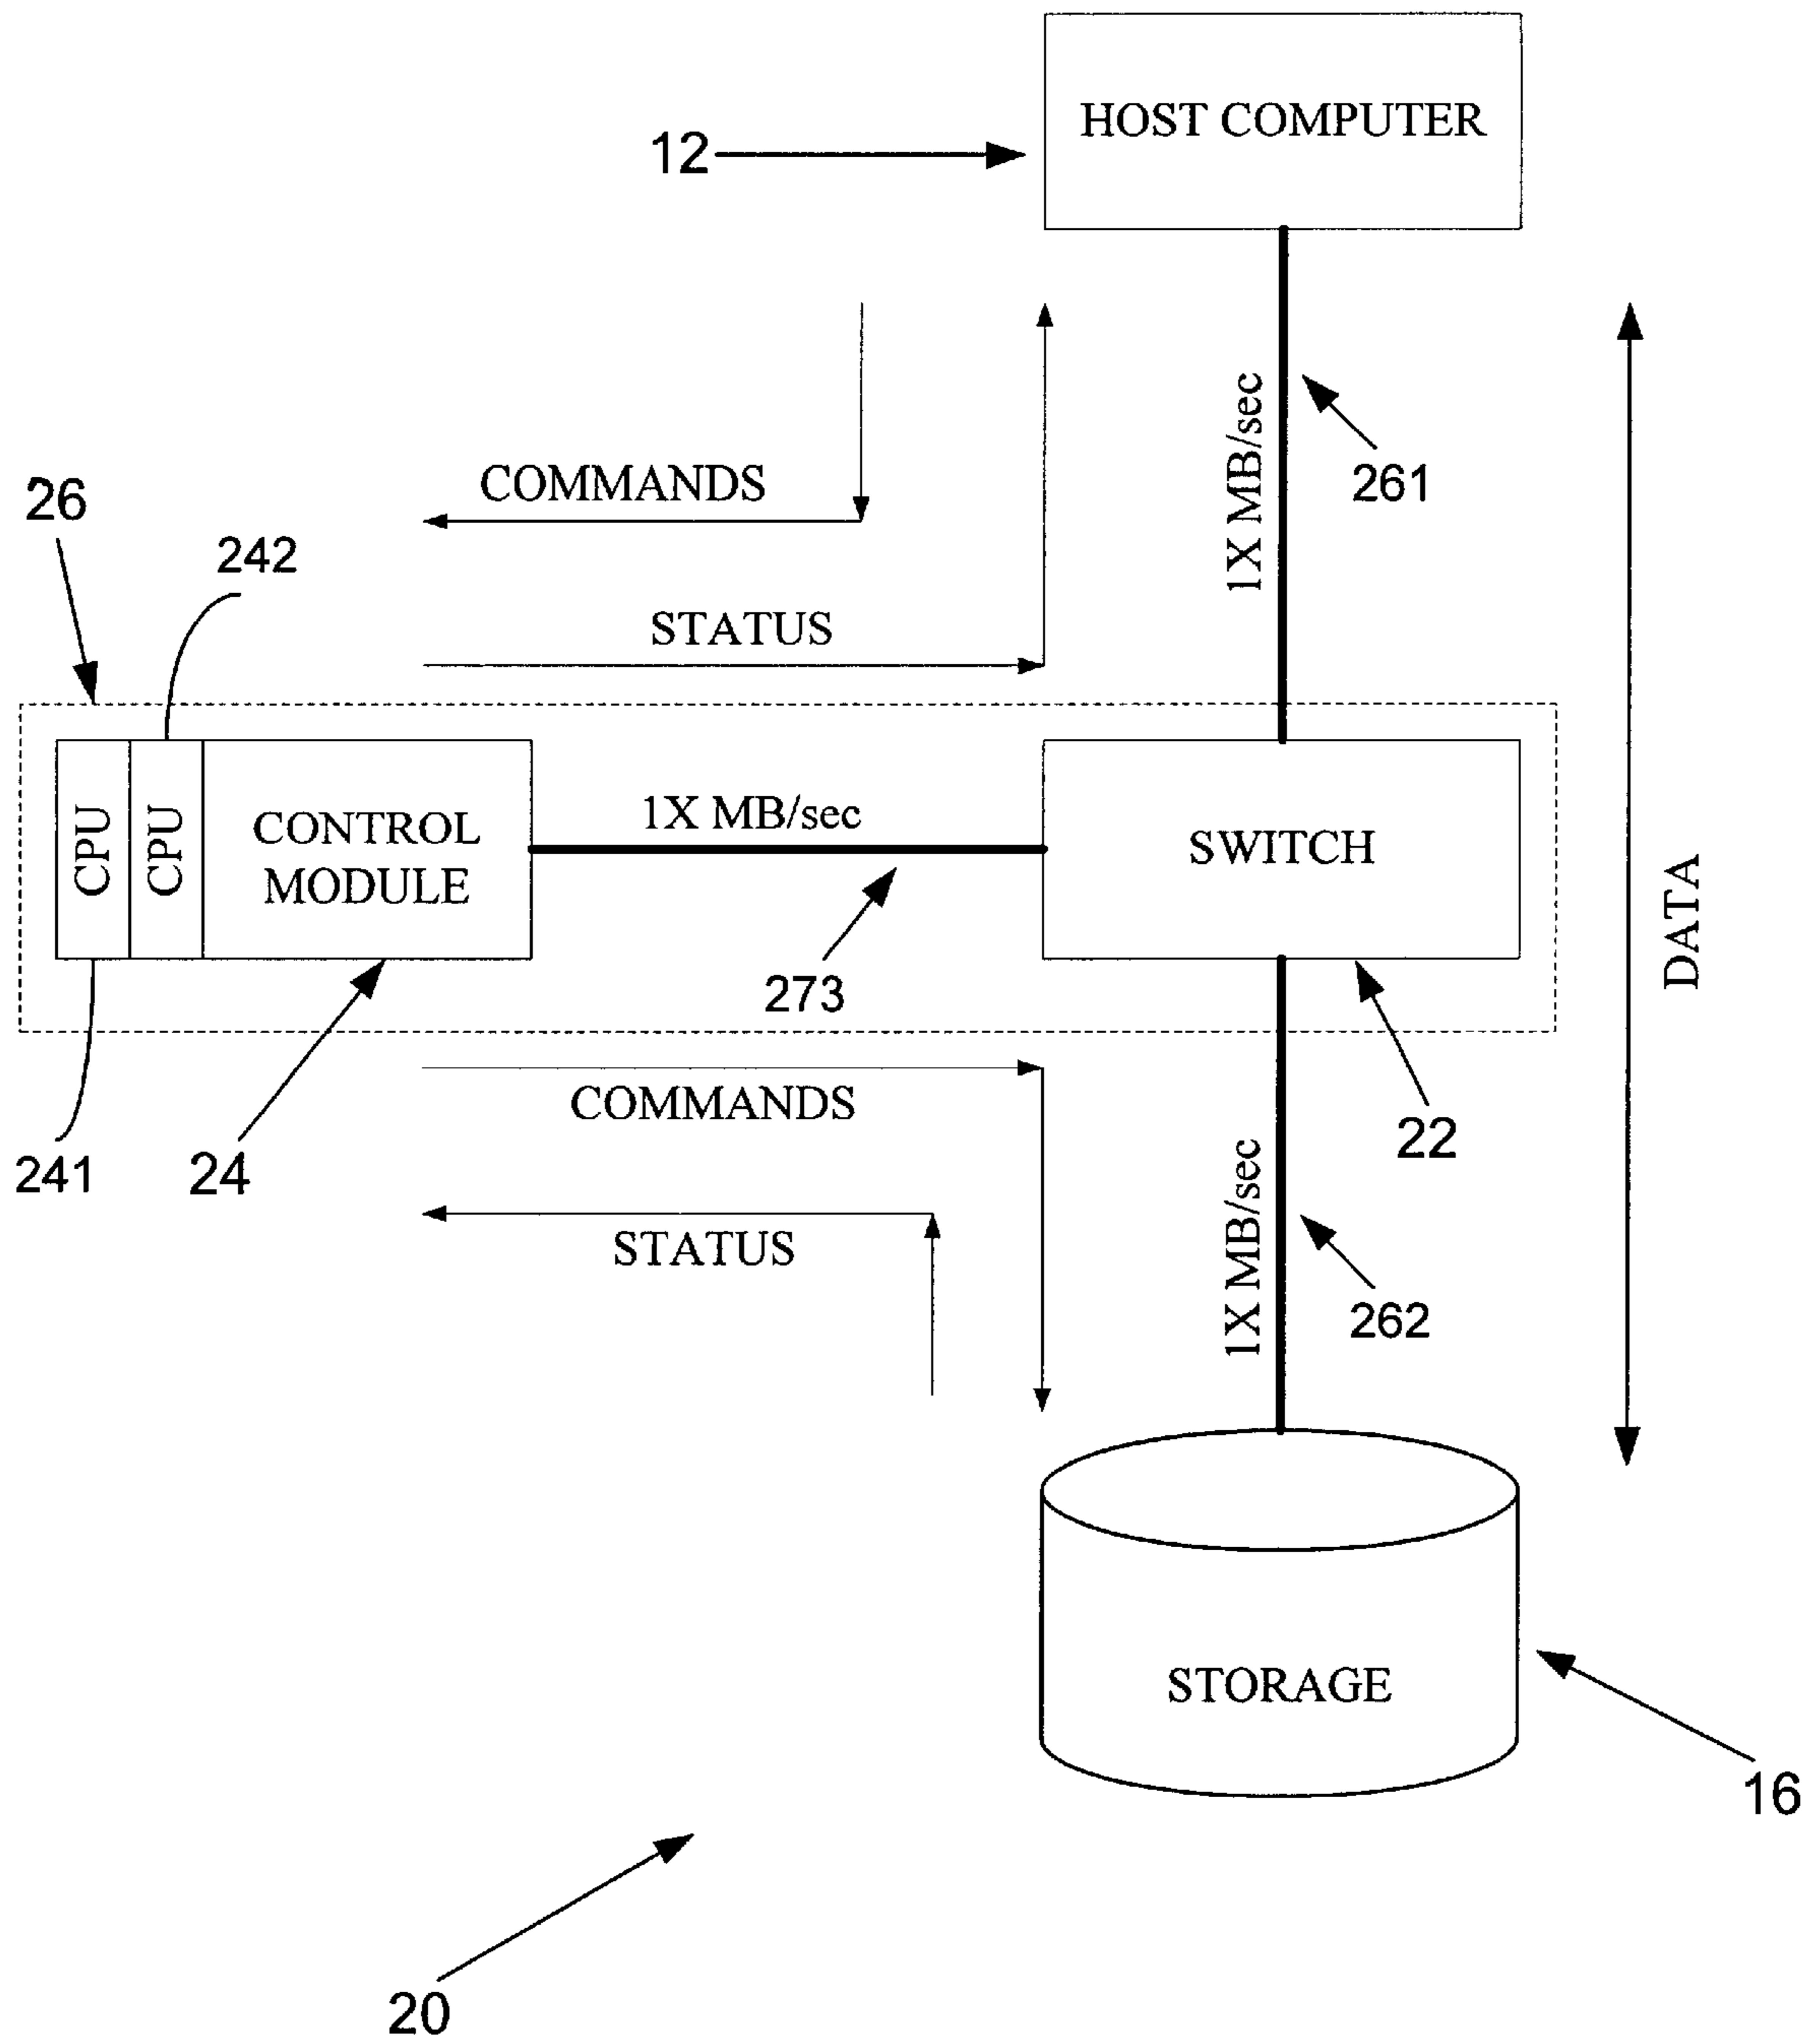 HOST COMPUTER
12
1X MB/sec
261
COMMANDS
26
242
STATUS
CPU
CPU
CONTROL
MODULE
1X MB/sec
SWITCH
DATA
273
COMMANDS
22
241
24
1X MB/sec
STATUS
262
STORAGE
16
20